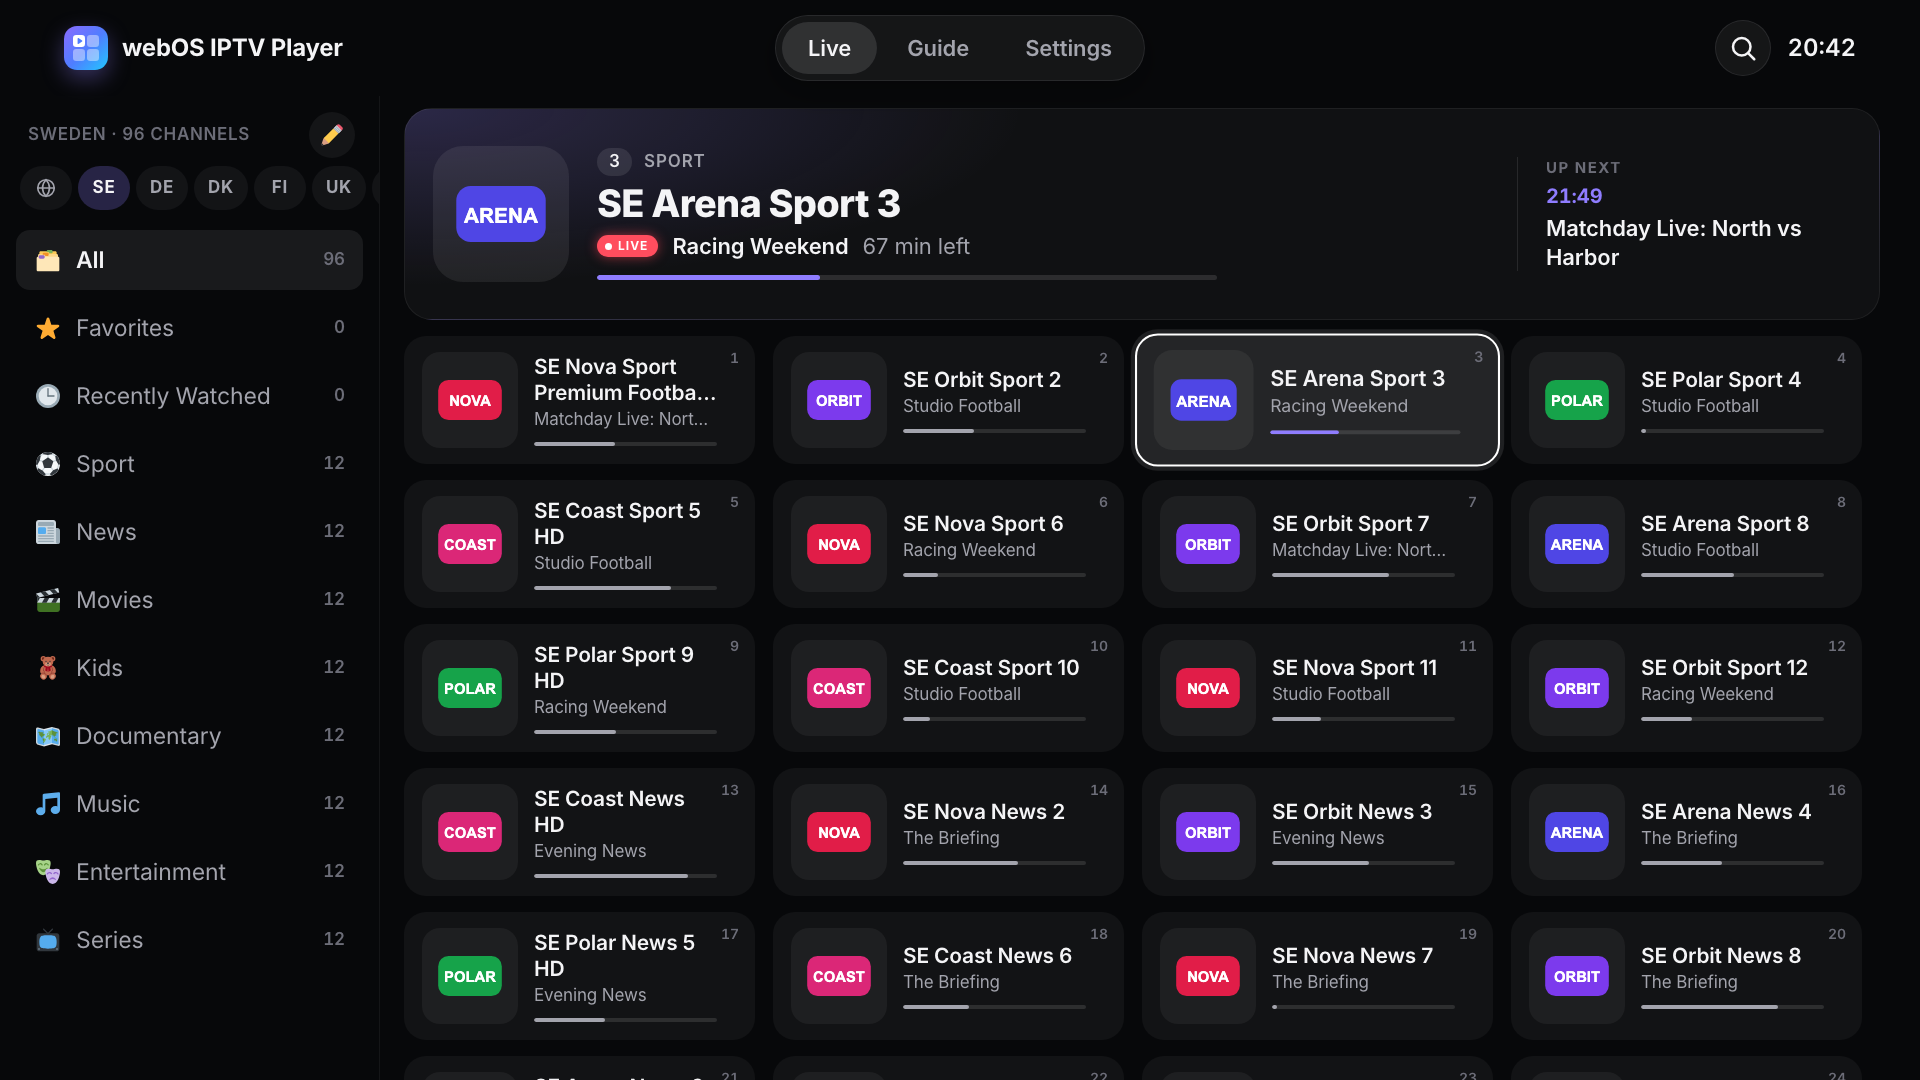 webOS IPTV Player
Live
Guide
Settings
20:42
SWEDEN · 96 CHANNELS
SE
DE
DK
FI
UK
All
96
Favorites
0
Recently Watched
0
Sport
12
News
12
Movies
12
Kids
12
Documentary
12
Music
12
Entertainment
12
Series
12
ARENA
3
SPORT
SE Arena Sport 3
LIVE
Racing Weekend
67 min left
UP NEXT
21:49
Matchday Live: North vs
Harbor
NOVA
SE Nova Sport
Premium Footba...
Matchday Live: Nort...
1
ORBIT
SE Orbit Sport 2
Studio Football
2
ARENA
SE Arena Sport 3
Racing Weekend
3
POLAR
SE Polar Sport 4
Studio Football
4
COAST
SE Coast Sport 5
HD
Studio Football
5
NOVA
SE Nova Sport 6
Racing Weekend
6
ORBIT
SE Orbit Sport 7
Matchday Live: Nort...
7
ARENA
SE Arena Sport 8
Studio Football
8
POLAR
SE Polar Sport 9
HD
Racing Weekend
9
COAST
SE Coast Sport 10
Studio Football
10
NOVA
SE Nova Sport 11
Studio Football
11
ORBIT
SE Orbit Sport 12
Racing Weekend
12
COAST
SE Coast News
HD
Evening News
13
NOVA
SE Nova News 2
The Briefing
14
ORBIT
SE Orbit News 3
Evening News
15
ARENA
SE Arena News 4
The Briefing
16
POLAR
SE Polar News 5
HD
Evening News
17
COAST
SE Coast News 6
The Briefing
18
NOVA
SE Nova News 7
The Briefing
19
ORBIT
SE Orbit News 8
The Briefing
20
21
22
23
24